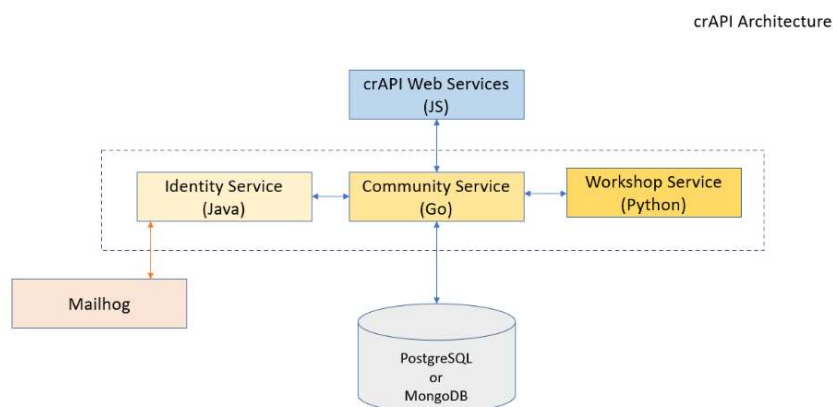 crAPI Architecture
crAPI Web Services
(JS)
Identity Service
(Java)
Community Service
(Go)
Workshop Service
(Python)
Mailhog
PostgreSQL
or
MongoDB